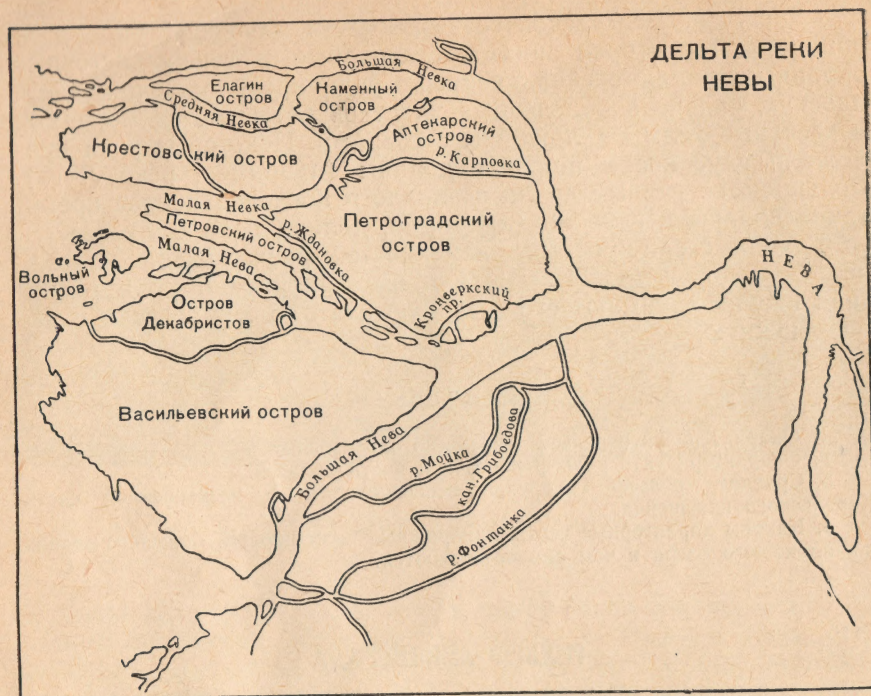 ДЕЛЬТА РЕКИ
НЕВЫ
Большая Невка
Елагин
остров
Каменный
остров
Средняя Невка
Аптекарский
остров
р. Карповка
Крестовский остров
Малая Невка
Петровский остров
р. Ждановка
Петроградский
остров
Малая Нева
Вольный
остров
НЕВА
Остров
Декабристов
Кронверкский
пр.
Васильевский остров
Большая Нева
р. Мойка
кан. Грибоедова
р. Фонтанка